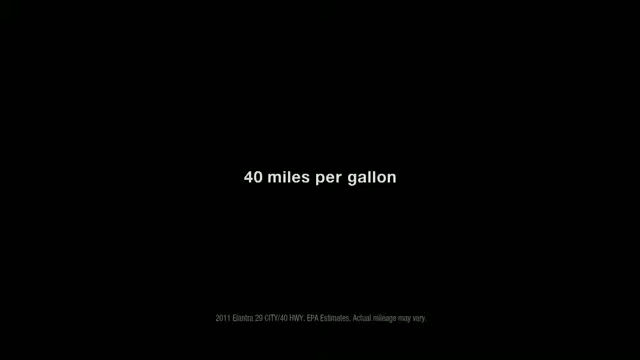 40 miles per gallon
2011 Elantra 29 CITY/40 HWY. EPA Estimates. Actual mileage may vary.